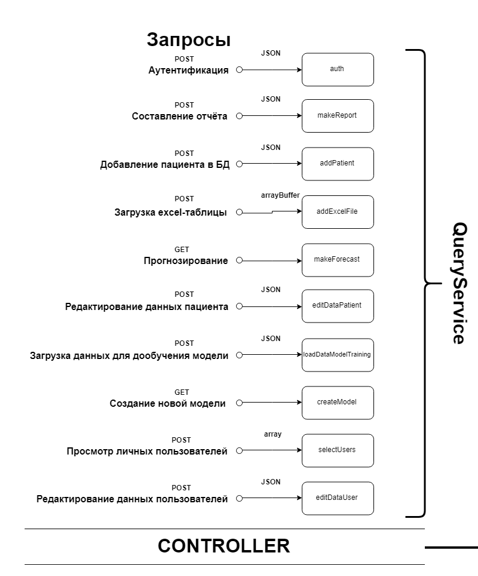 Запросы
POST
JSON
Аутентификация
auth
POST
JSON
Составление отчёта
makeReport
POST
JSON
Добавление пациента в БД
addPatient
POST
arrayBuffer
Загрузка excel-таблицы
addExcelFile
GET
Прогнозирование
makeForecast
POST
JSON
Редактирование данных пациента
editDataPatient
POST
JSON
Загрузка данных для дообучения модели
loadDataModelTraining
GET
Создание новой модели
createModel
POST
array
Просмотр личных пользователей
selectUsers
POST
JSON
Редактирование данных пользователей
editDataUser
QueryService
CONTROLLER